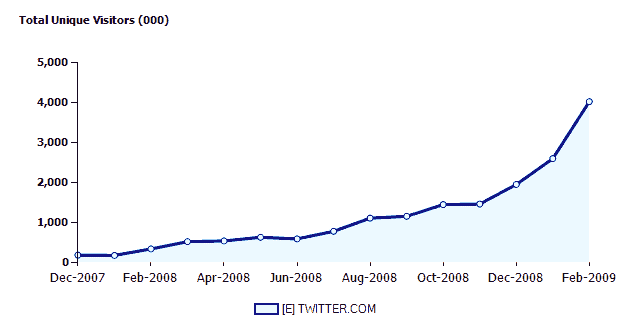 Total Unique Visitors (000)
5,000
4,000
3,000
2,000
1,000
0
Dec-2007 Feb-2008 Apr-2008 Jun-2008 Aug-2008 Oct-2008 Dec-2008 Feb-2009
[E] TWITTER.COM